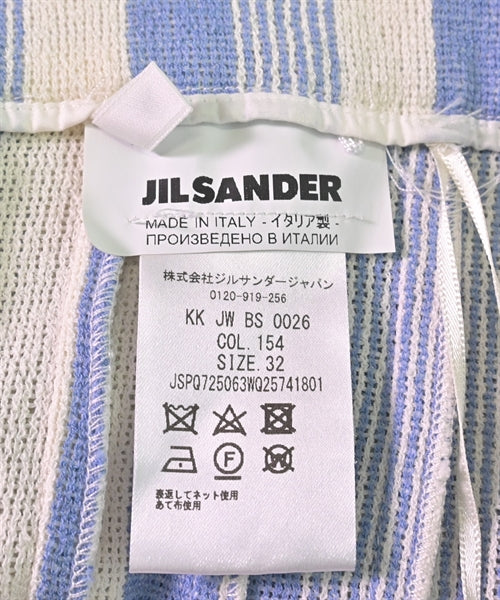 JIL SANDER
MADE IN ITALY - イタリア製 -
ПРОИЗВЕДЕНО В ИТАЛИИ
株式会社ジルサンダージャパン
0120-919-256
KK JW BS 0026
COL.154
SIZE.32
JSPQ725063WQ25741801
F W
裏返してネット使用
あて布使用